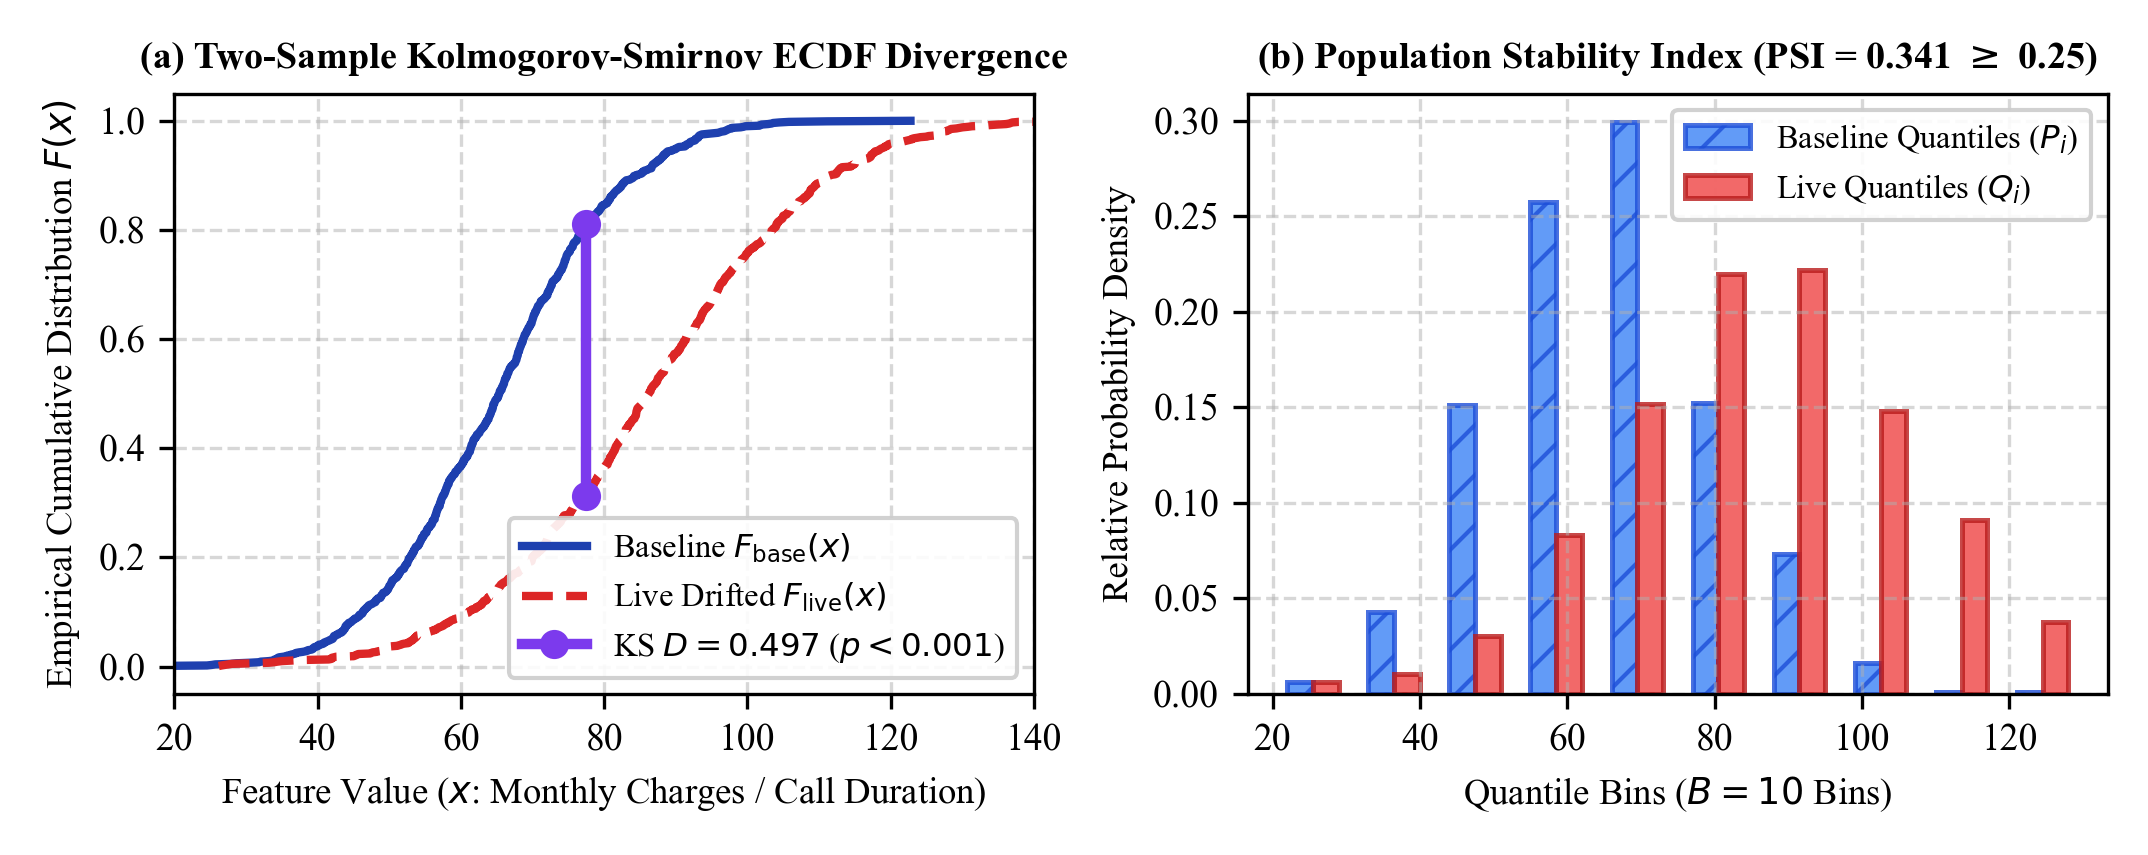 (a) Two-Sample Kolmogorov-Smirnov ECDF Divergence
Empirical Cumulative Distribution F(x)
1.0
0.8
0.6
0.4
0.2
0.0
Baseline F_base(x)
Live Drifted F_live(x)
KS D = 0.497 (p < 0.001)
20 40 60 80 100 120 140
Feature Value (x: Monthly Charges / Call Duration)
(b) Population Stability Index (PSI = 0.341 ≥ 0.25)
Relative Probability Density
0.30
0.25
0.20
0.15
0.10
0.05
0.00
Baseline Quantiles (P_i)
Live Quantiles (Q_i)
20 40 60 80 100 120
Quantile Bins (B = 10 Bins)